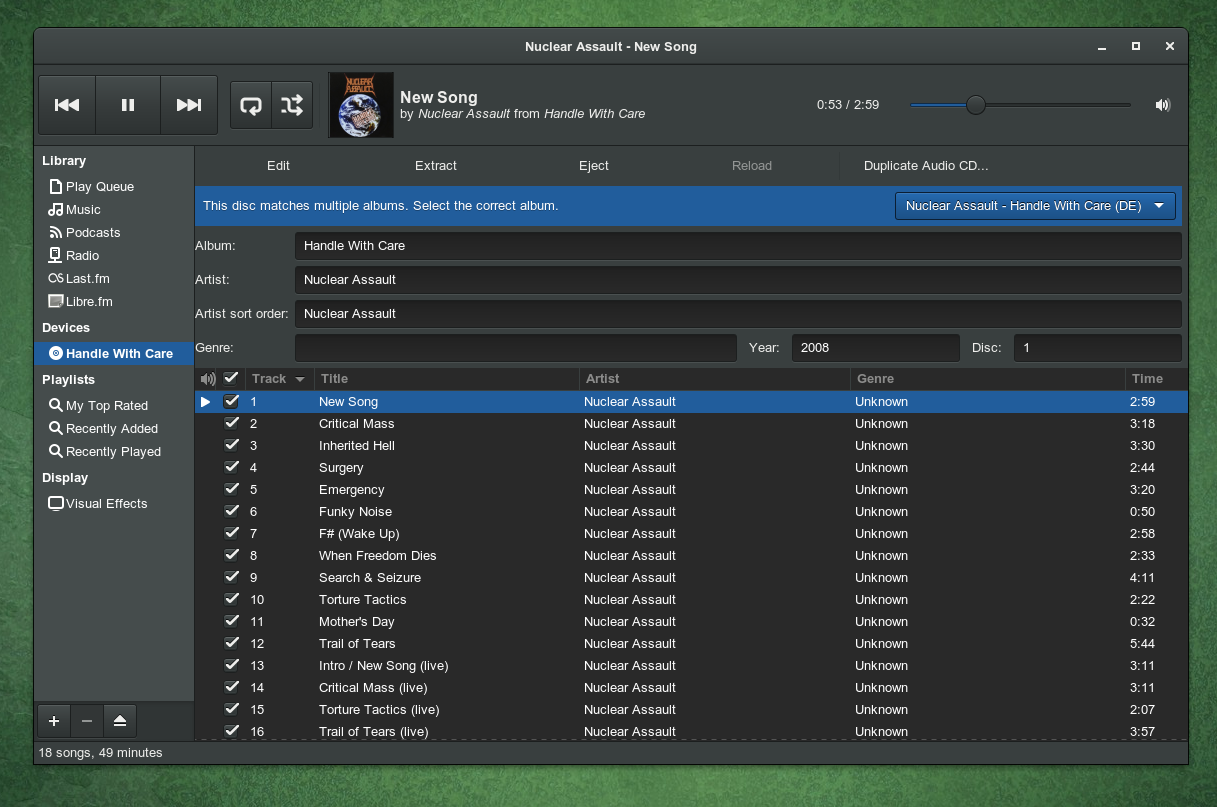 Nuclear Assault - New Song
NUCLEAR ASSAULT
New Song
by Nuclear Assault from Handle With Care
0:53 / 2:59
Library
Play Queue
Music
Podcasts
Radio
Last.fm
Libre.fm
Devices
Handle With Care
Playlists
My Top Rated
Recently Added
Recently Played
Display
Visual Effects
Edit Extract Eject Reload Duplicate Audio CD...
This disc matches multiple albums. Select the correct album. Nuclear Assault - Handle With Care (DE)
Album: Handle With Care
Artist: Nuclear Assault
Artist sort order: Nuclear Assault
Genre: Year: 2008 Disc: 1
Track Title Artist Genre Time
1 New Song Nuclear Assault Unknown 2:59
2 Critical Mass Nuclear Assault Unknown 3:18
3 Inherited Hell Nuclear Assault Unknown 3:30
4 Surgery Nuclear Assault Unknown 2:44
5 Emergency Nuclear Assault Unknown 3:20
6 Funky Noise Nuclear Assault Unknown 0:50
7 F# (Wake Up) Nuclear Assault Unknown 2:58
8 When Freedom Dies Nuclear Assault Unknown 2:33
9 Search & Seizure Nuclear Assault Unknown 4:11
10 Torture Tactics Nuclear Assault Unknown 2:22
11 Mother's Day Nuclear Assault Unknown 0:32
12 Trail of Tears Nuclear Assault Unknown 5:44
13 Intro / New Song (live) Nuclear Assault Unknown 3:11
14 Critical Mass (live) Nuclear Assault Unknown 3:11
15 Torture Tactics (live) Nuclear Assault Unknown 2:07
16 Trail of Tears (live) Nuclear Assault Unknown 3:57
18 songs, 49 minutes